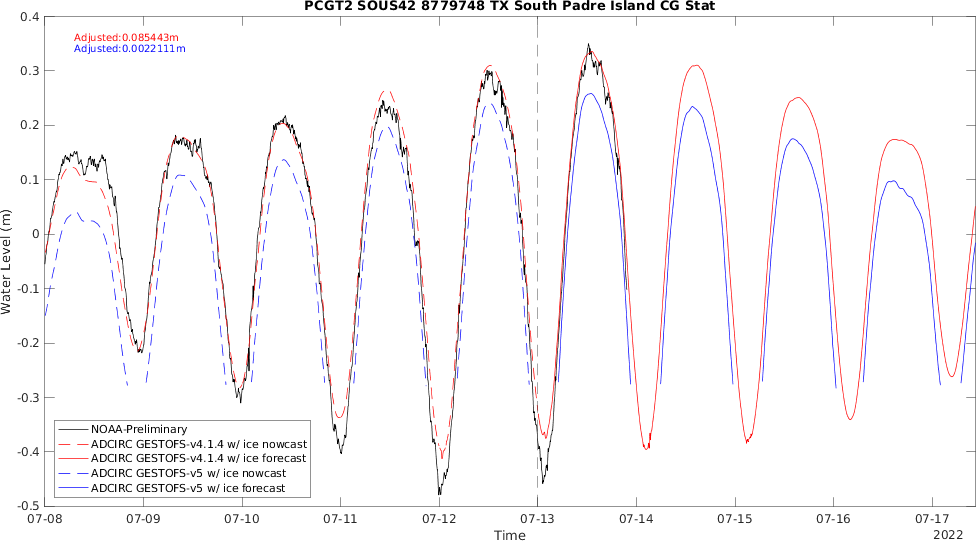 PCGT2 SOUS42 8779748 TX South Padre Island CG Stat
Adjusted:0.085443m
Adjusted:0.0022111m
0.4
0.3
0.2
0.1
0
-0.1
-0.2
-0.3
-0.4
-0.5
Water Level (m)
NOAA-Preliminary
ADCIRC GESTOFS-v4.1.4 w/ ice nowcast
ADCIRC GESTOFS-v4.1.4 w/ ice forecast
ADCIRC GESTOFS-v5 w/ ice nowcast
ADCIRC GESTOFS-v5 w/ ice forecast
07-08 07-09 07-10 07-11 07-12 07-13 07-14 07-15 07-16 07-17
Time
2022